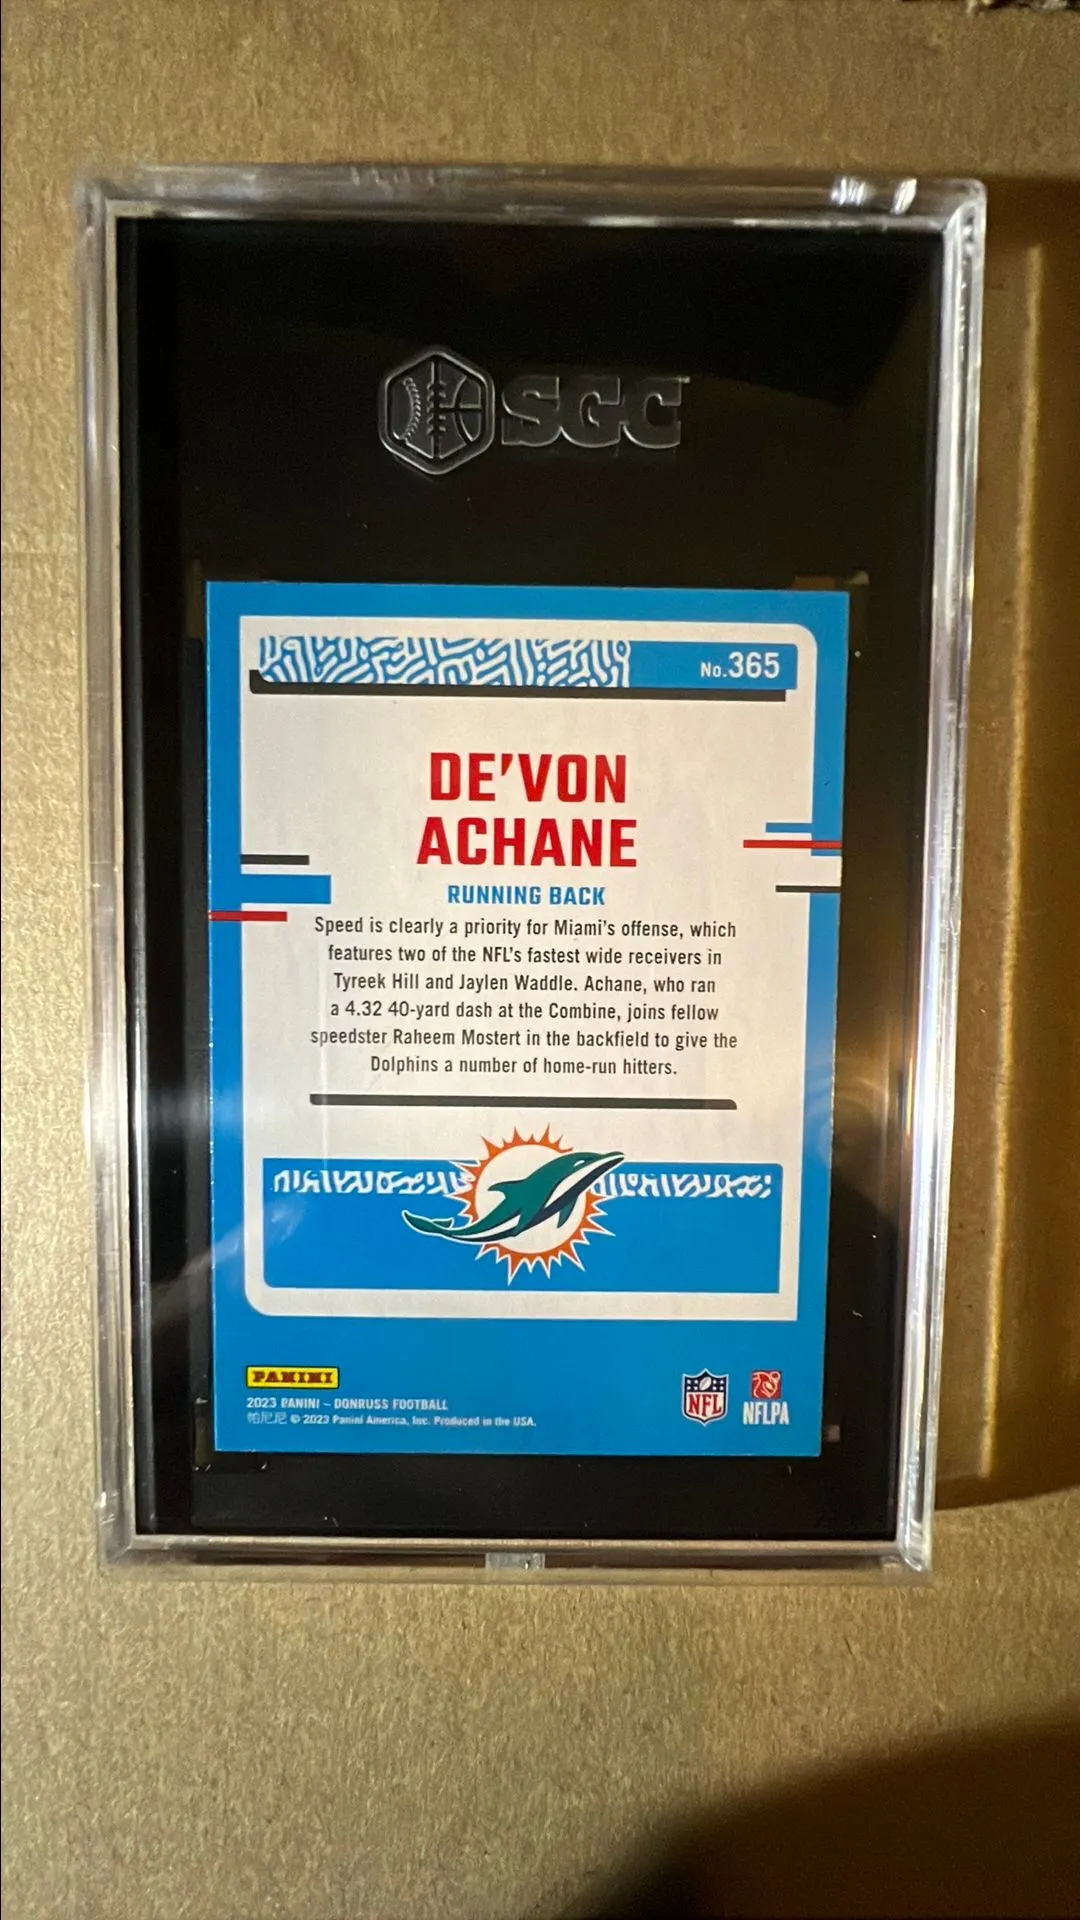 SGC
No.365
DE'VON
ACHANE
RUNNING BACK
Speed is clearly a priority for Miami's offense, which
features two of the NFL's fastest wide receivers in
Tyreek Hill and Jaylen Waddle. Achane, who ran
a 4.32 40-yard dash at the Combine, joins fellow
speedster Raheem Mostert in the backfield to give the
Dolphins a number of home-run hitters.
PANINI
2023 PANINI – DONRUSS FOOTBALL
帕尼尼 © 2023 Panini America, Inc. Produced in the USA.
NFL
NFLPA